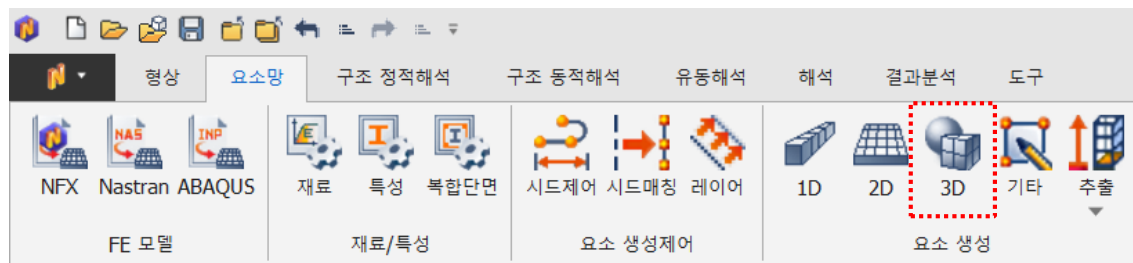 형상 요소망 구조 정적해석 구조 동적해석 유동해석 해석 결과분석 도구
NAS INP
NFX Nastran ABAQUS 재료 특성 복합단면 시드제어 시드매칭 레이어 1D 2D 3D 기타 추출
FE 모델 재료/특성 요소 생성제어 요소 생성